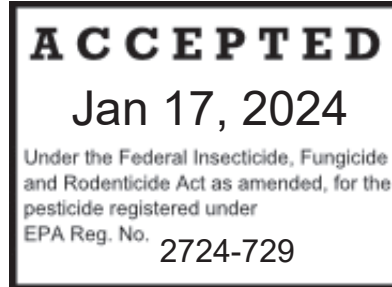 ACCEPTED
Jan 17, 2024
Under the Federal Insecticide, Fungicide
and Rodenticide Act as amended, for the
pesticide registered under
EPA Reg. No. 2724-729